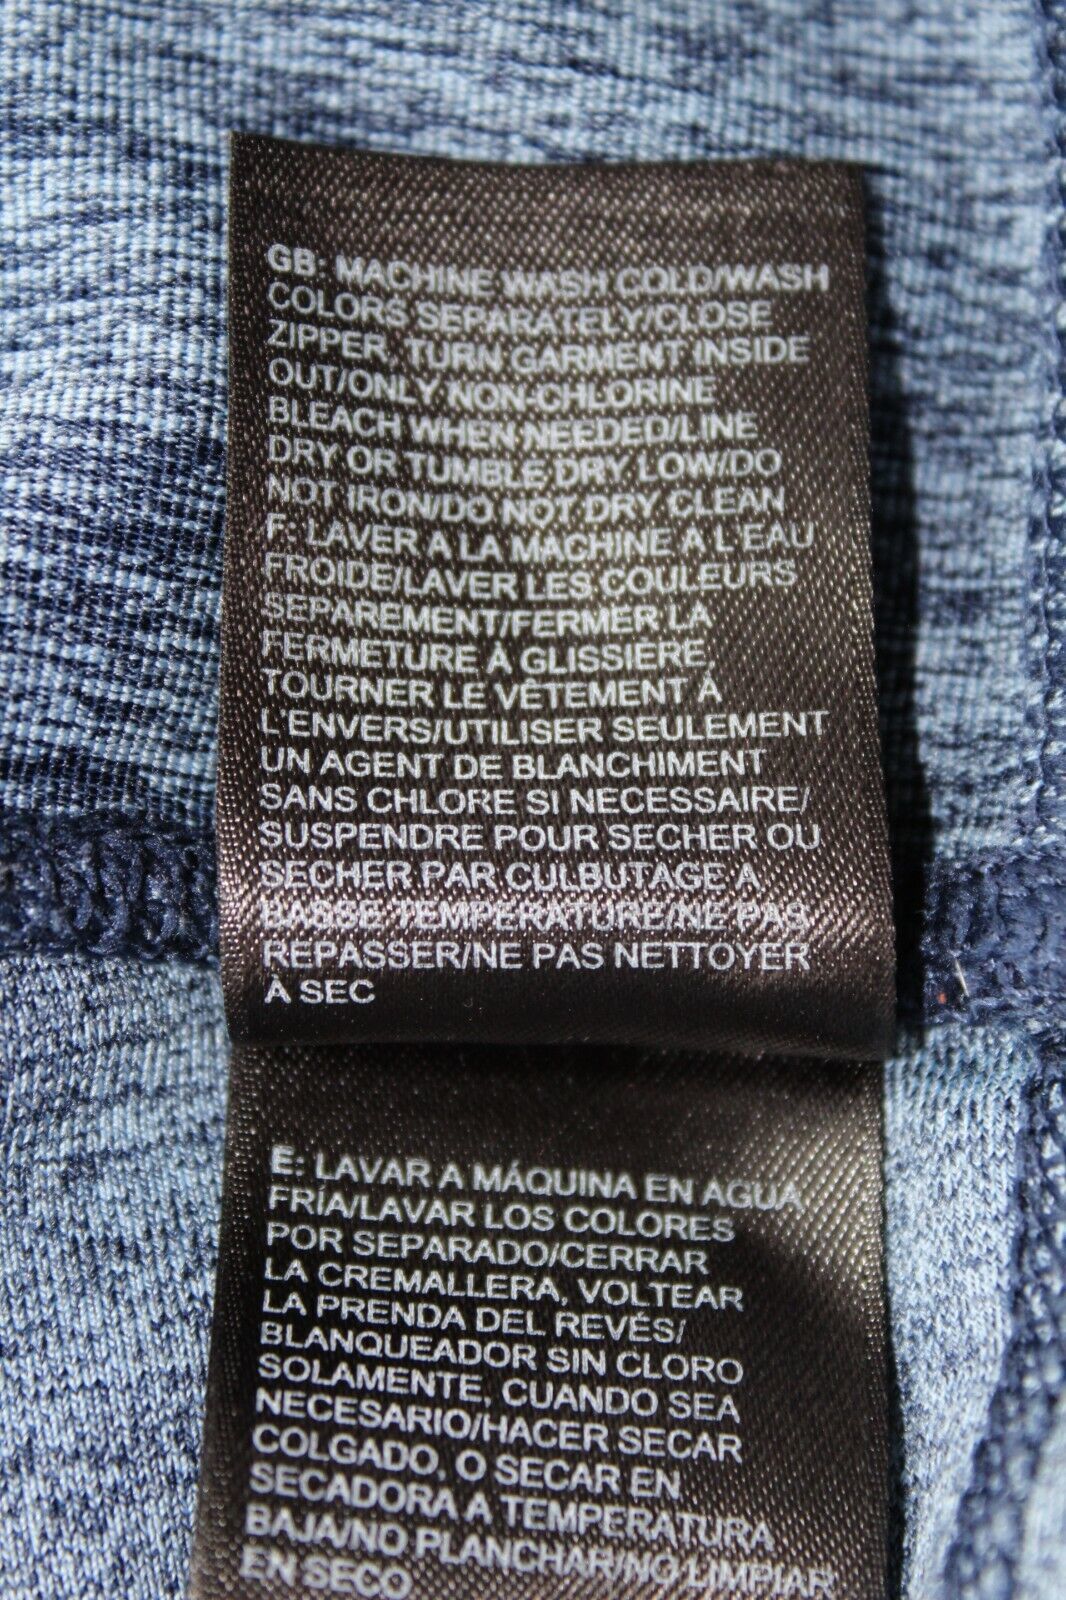 GB: MACHINE WASH COLD/WASH
COLORS SEPARATELY/CLOSE
ZIPPER, TURN GARMENT INSIDE
OUT/ONLY NON-CHLORINE
BLEACH WHEN NEEDED/LINE
DRY OR TUMBLE DRY LOW/DO
NOT IRON/DO NOT DRY CLEAN
F: LAVER A LA MACHINE A L'EAU
FROIDE/LAVER LES COULEURS
SEPAREMENT/FERMER LA
FERMETURE À GLISSIERE,
TOURNER LE VÊTEMENT À
L'ENVERS/UTILISER SEULEMENT
UN AGENT DE BLANCHIMENT
SANS CHLORE SI NECESSAIRE/
SUSPENDRE POUR SECHER OU
SECHER PAR CULBUTAGE A
BASSE TEMPERATURE/NE PAS
REPASSER/NE PAS NETTOYER
À SEC
E: LAVAR A MÁQUINA EN AGUA
FRÍA/LAVAR LOS COLORES
POR SEPARADO/CERRAR
LA CREMALLERA, VOLTEAR
LA PRENDA DEL REVÉS/
BLANQUEADOR SIN CLORO
SOLAMENTE, CUANDO SEA
NECESARIO/HACER SECAR
COLGADO, O SECAR EN
SECADORA A TEMPERATURA
BAJA/NO PLANCHAR/NO LIMPIAR
EN SECO